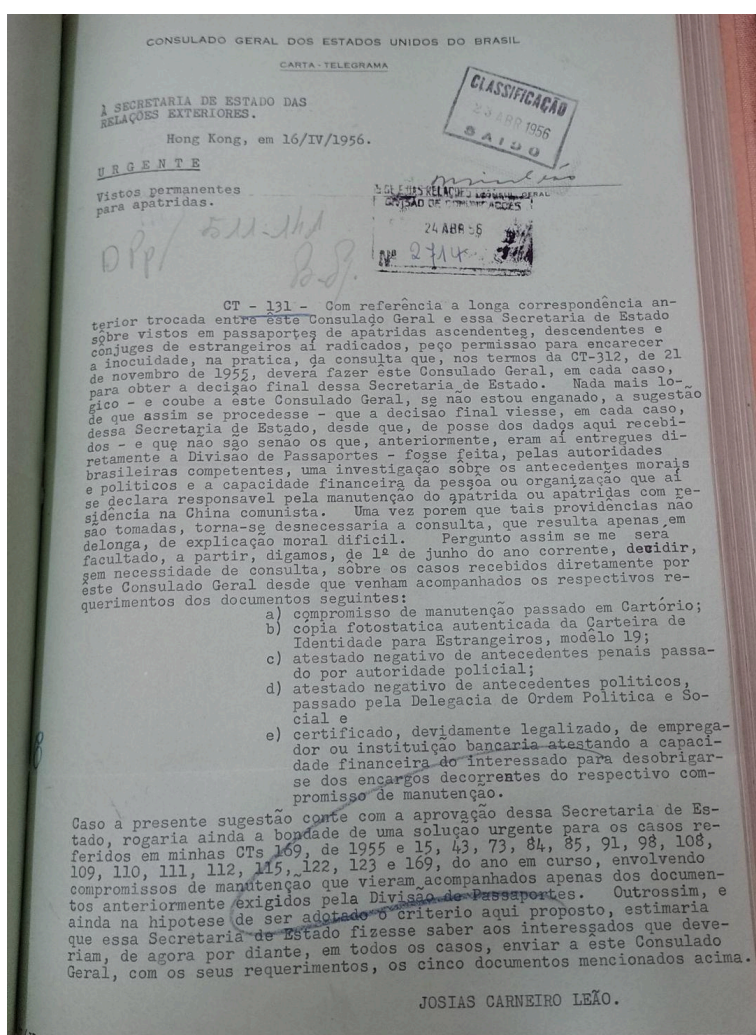 CONSULADO GERAL DOS ESTADOS UNIDOS DO BRASIL
CARTA-TELEGRAMA
À SECRETARIA DE ESTADO DAS
RELAÇÕES EXTERIORES.
CLASSIFICAÇÃO
23 ABR 1956
SAIDO
Hong Kong, em 16/IV/1956.
URGENTE
Vistos permanentes
para apatridas.
DIVISÃO DE COMUNICAÇÕES
24 ABR 56
Nº 2714
DPp/ 511-141
CT - 131 - Com referência a longa correspondência an-
terior trocada entre êste Consulado Geral e essa Secretaria de Estado
sôbre vistos em passaportes de apátridas ascendentes, descendentes e
conjuges de estrangeiros aí radicados, peço permissão para encarecer
a inocuidade, na pratica, da consulta que, nos termos da CT-312, de 21
de novembro de 1955, deverá fazer êste Consulado Geral, em cada caso,
para obter a decisão final dessa Secretaria de Estado. Nada mais lo-
gico - e coube a êste Consulado Geral, se não estou enganado, a sugestão
de que assim se procedesse - que a decisão final viesse, em cada caso,
dessa Secretaria de Estado, desde que, de posse dos dados aqui recebi-
dos - e que não são senão os que, anteriormente, eram aí entregues di-
retamente à Divisão de Passaportes - fosse feita, pelas autoridades
brasileiras competentes, uma investigação sôbre os antecedentes morais
e politicos e a capacidade financeira da pessôa ou organização que aí
se declara responsável pela manutenção do apátrida ou apátridas com re-
sidência na China comunista. Uma vez porem que tais providências não
são tomadas, torna-se desnecessaria a consulta, que resulta apenas em
delonga, de explicação moral dificil. Pergunto assim se me será
facultado, a partir, digamos, de 1º de junho do ano corrente, decidir,
sem necessidade de consulta, sobre os casos recebidos diretamente por
êste Consulado Geral desde que venham acompanhados os respectivos re-
querimentos dos documentos seguintes:
a) compromisso de manutenção passado em Cartório;
b) copia fotostatica autenticada da Carteira de
Identidade para Estrangeiros, modêlo 19;
c) atestado negativo de antecedentes penais passa-
do por autoridade policial;
d) atestado negativo de antecedentes politicos,
passado pela Delegacia de Ordem Politica e So-
cial e
e) certificado, devidamente legalizado, de emprega-
dor ou instituição bancaria atestando a capaci-
dade financeira do interessado para desobrigar-
se dos encargos decorrentes do respectivo com-
promisso de manutenção.
Caso a presente sugestão conte com a aprovação dessa Secretaria de Es-
tado, rogaria ainda a bondade de uma solução urgente para os casos re-
feridos em minhas CTs 169, de 1955 e 15, 43, 73, 84, 85, 91, 98, 108,
109, 110, 111, 112, 115, 122, 123 e 169, do ano em curso, envolvendo
compromissos de manutenção que vieram acompanhados apenas dos documen-
tos anteriormente exigidos pela Divisão de Passaportes. Outrossim, e
ainda na hipotese de ser adotado o criterio aqui proposto, estimaria
que essa Secretaria de Estado fizesse saber aos interessados que deve-
riam, de agora por diante, em todos os casos, enviar a êste Consulado
Geral, com os seus requerimentos, os cinco documentos mencionados acima.
JOSIAS CARNEIRO LEÃO.